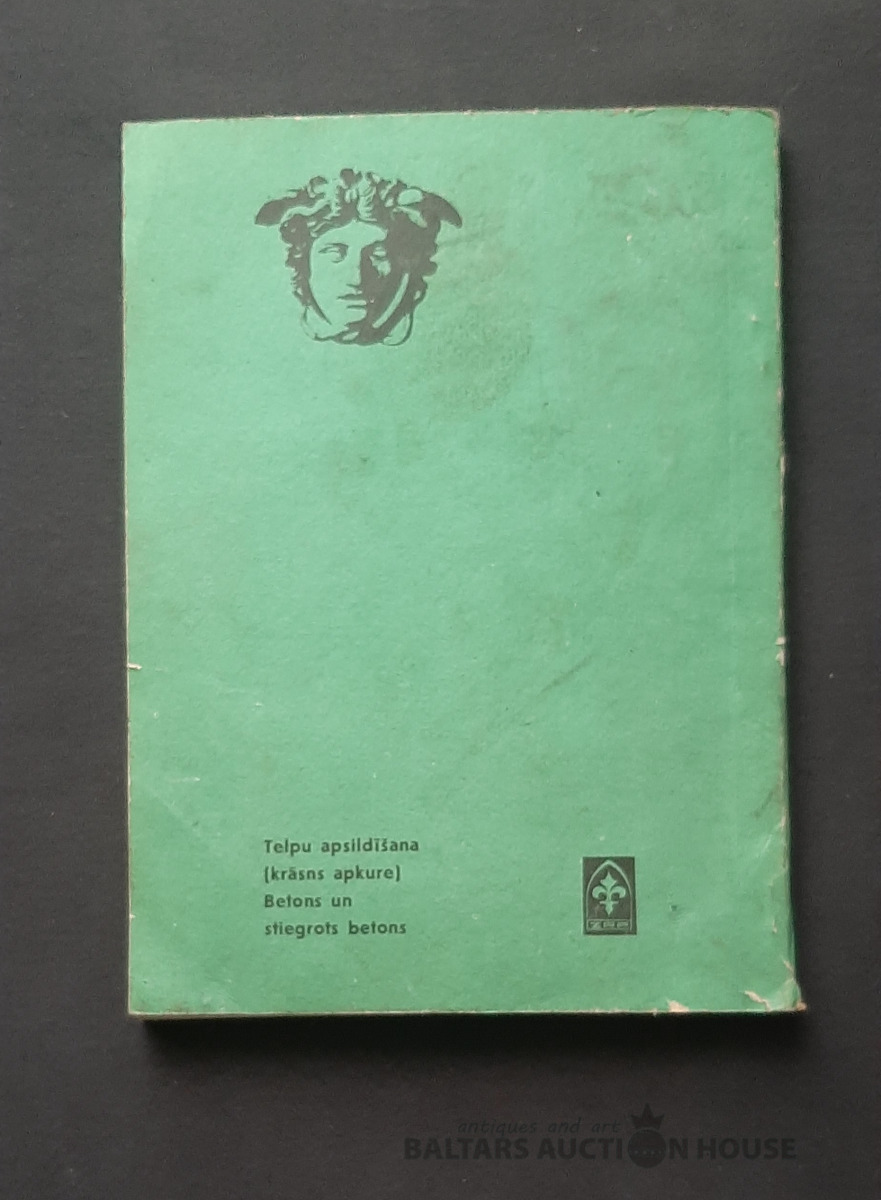 Telpu apsildīšana
(krāsns apkure)
Betons un
stiegrots betons
antiques and art
BALTARS AUCTION HOUSE